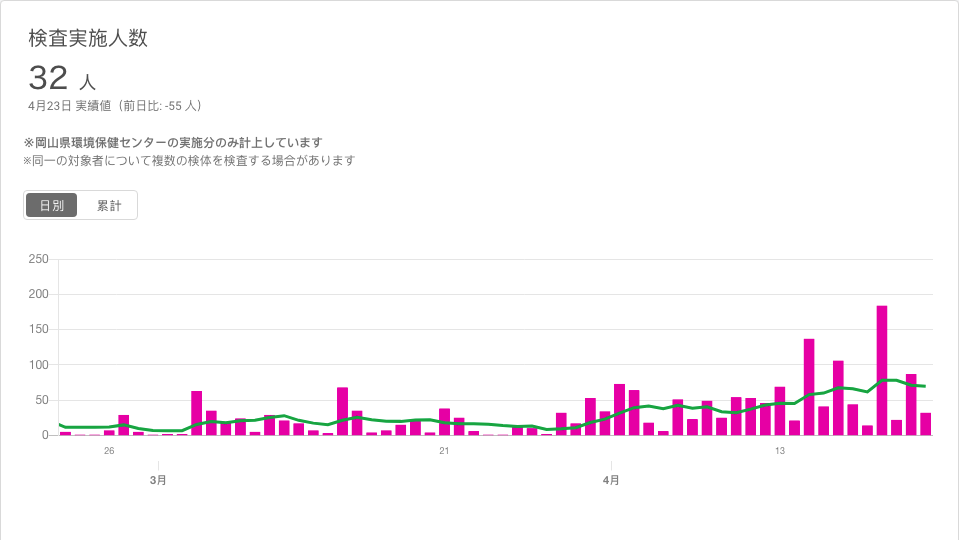 検査実施人数
32 人
4月23日 実績値（前日比: -55 人）
※岡山県環境保健センターの実施分のみ計上しています
※同一の対象者について複数の検体を検査する場合があります
日別 累計
250
200
150
100
50
0
26 21 13
3月 4月